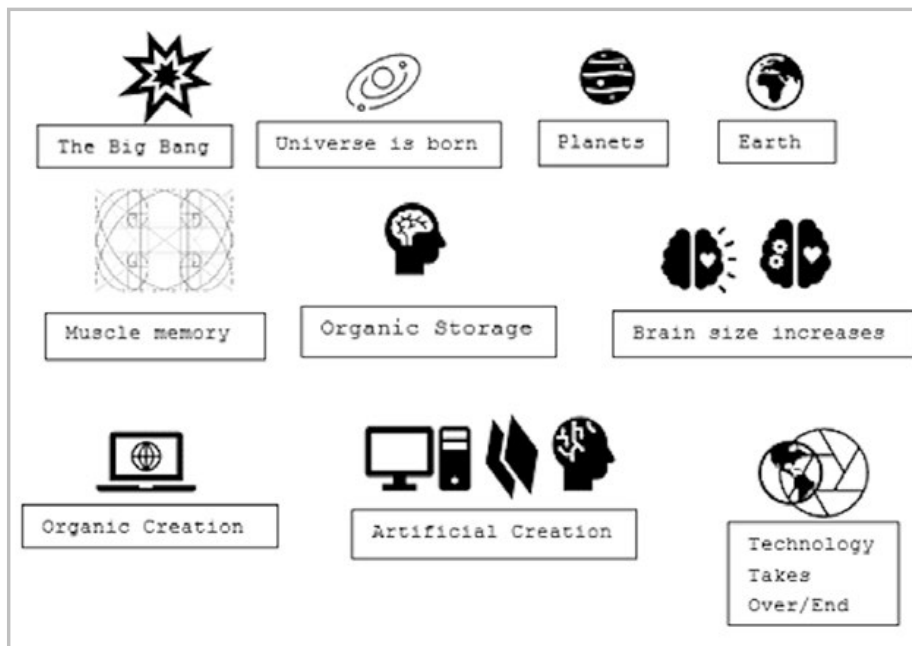 The Big Bang
Universe is born
Planets
Earth
Muscle memory
Organic Storage
Brain size increases
Organic Creation
Artificial Creation
Technology
Takes
Over/End